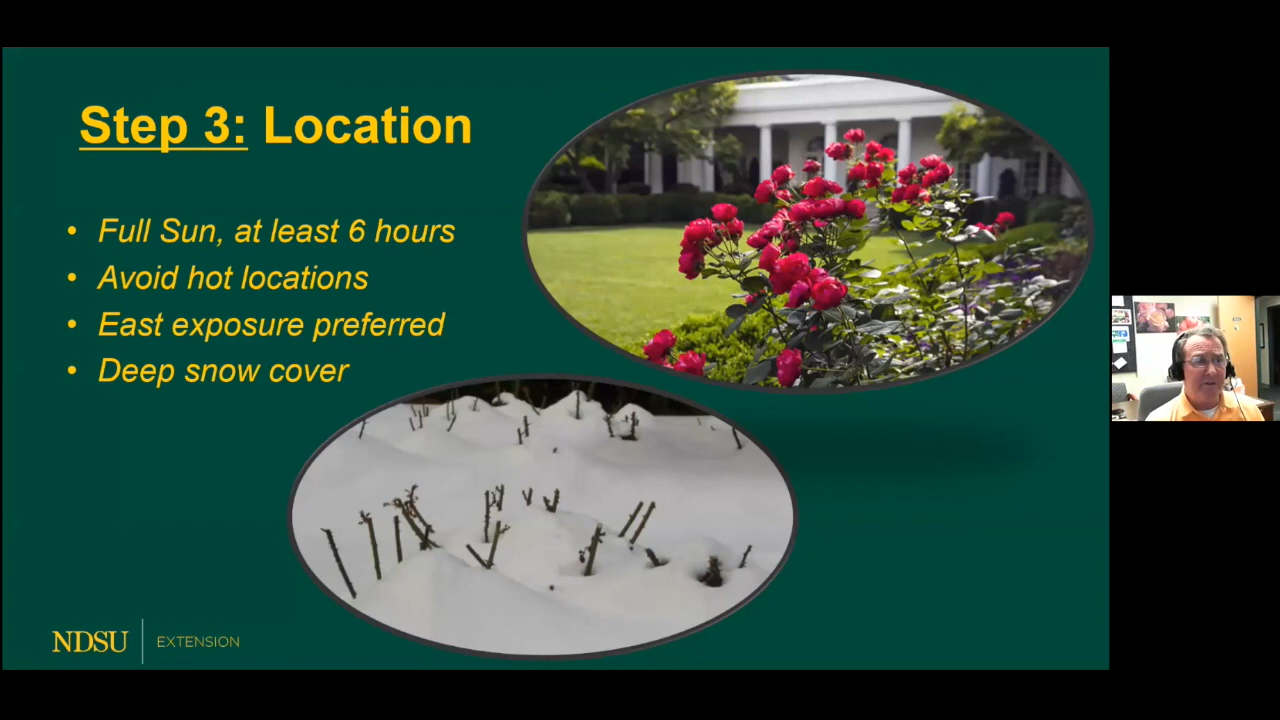 Step 3: Location
• Full Sun, at least 6 hours
• Avoid hot locations
• East exposure preferred
• Deep snow cover
NDSU EXTENSION